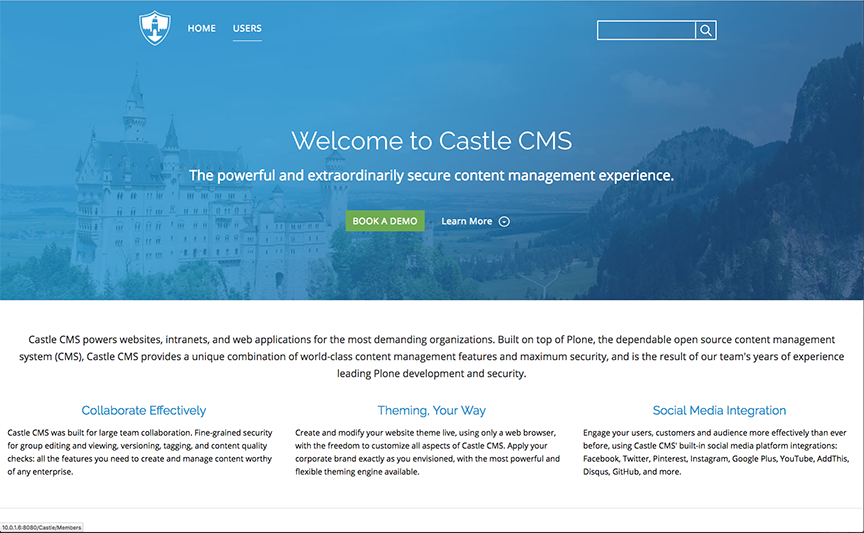 HOME USERS
Welcome to Castle CMS
The powerful and extraordinarily secure content management experience.
BOOK A DEMO Learn More
Castle CMS powers websites, intranets, and web applications for the most demanding organizations. Built on top of Plone, the dependable open source content management
system (CMS), Castle CMS provides a unique combination of world-class content management features and maximum security, and is the result of our team's years of experience
leading Plone development and security.
Collaborate Effectively
Castle CMS was built for large team collaboration. Fine-grained security
for group editing and viewing, versioning, tagging, and content quality
checks: all the features you need to create and manage content worthy
of any enterprise.
Theming, Your Way
Create and modify your website theme live, using only a web browser,
with the freedom to customize all aspects of Castle CMS. Apply your
corporate brand exactly as you envisioned, with the most powerful and
flexible theming engine available.
Social Media Integration
Engage your users, customers and audience more effectively than ever
before, using Castle CMS' built-in social media platform integrations:
Facebook, Twitter, Pinterest, Instagram, Google Plus, YouTube, AddThis,
Disqus, GitHub, and more.
10.0.1.6:8080/Castle/Members